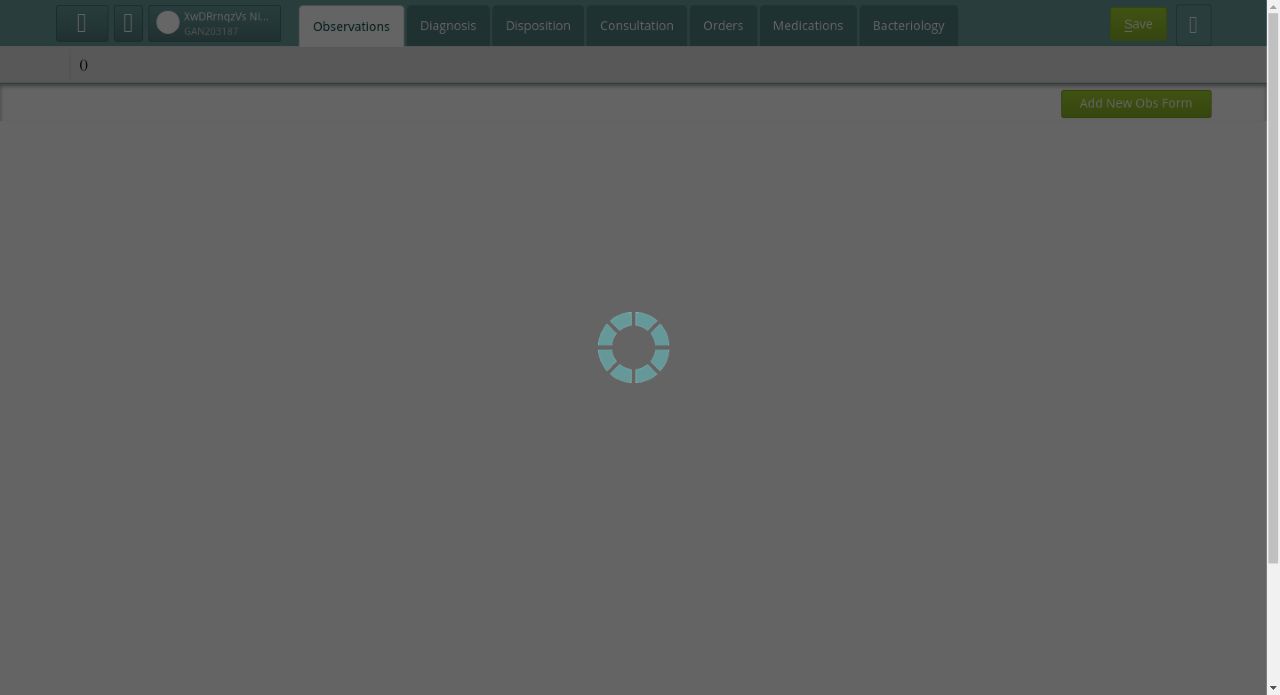 XwDRrnqzVs Ni...
GAN203187
Observations
Diagnosis
Disposition
Consultation
Orders
Medications
Bacteriology
Save
()
Add New Obs Form